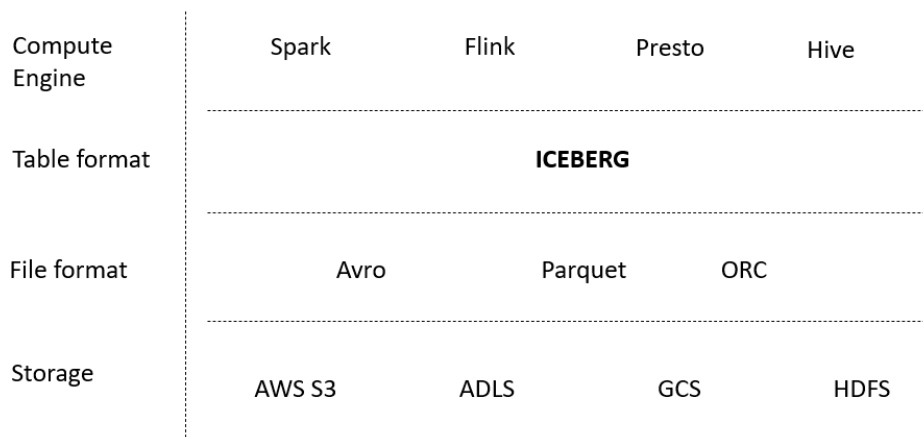 Compute
Engine
Spark Flink Presto Hive
Table format ICEBERG
File format Avro Parquet ORC
Storage
AWS S3 ADLS GCS HDFS